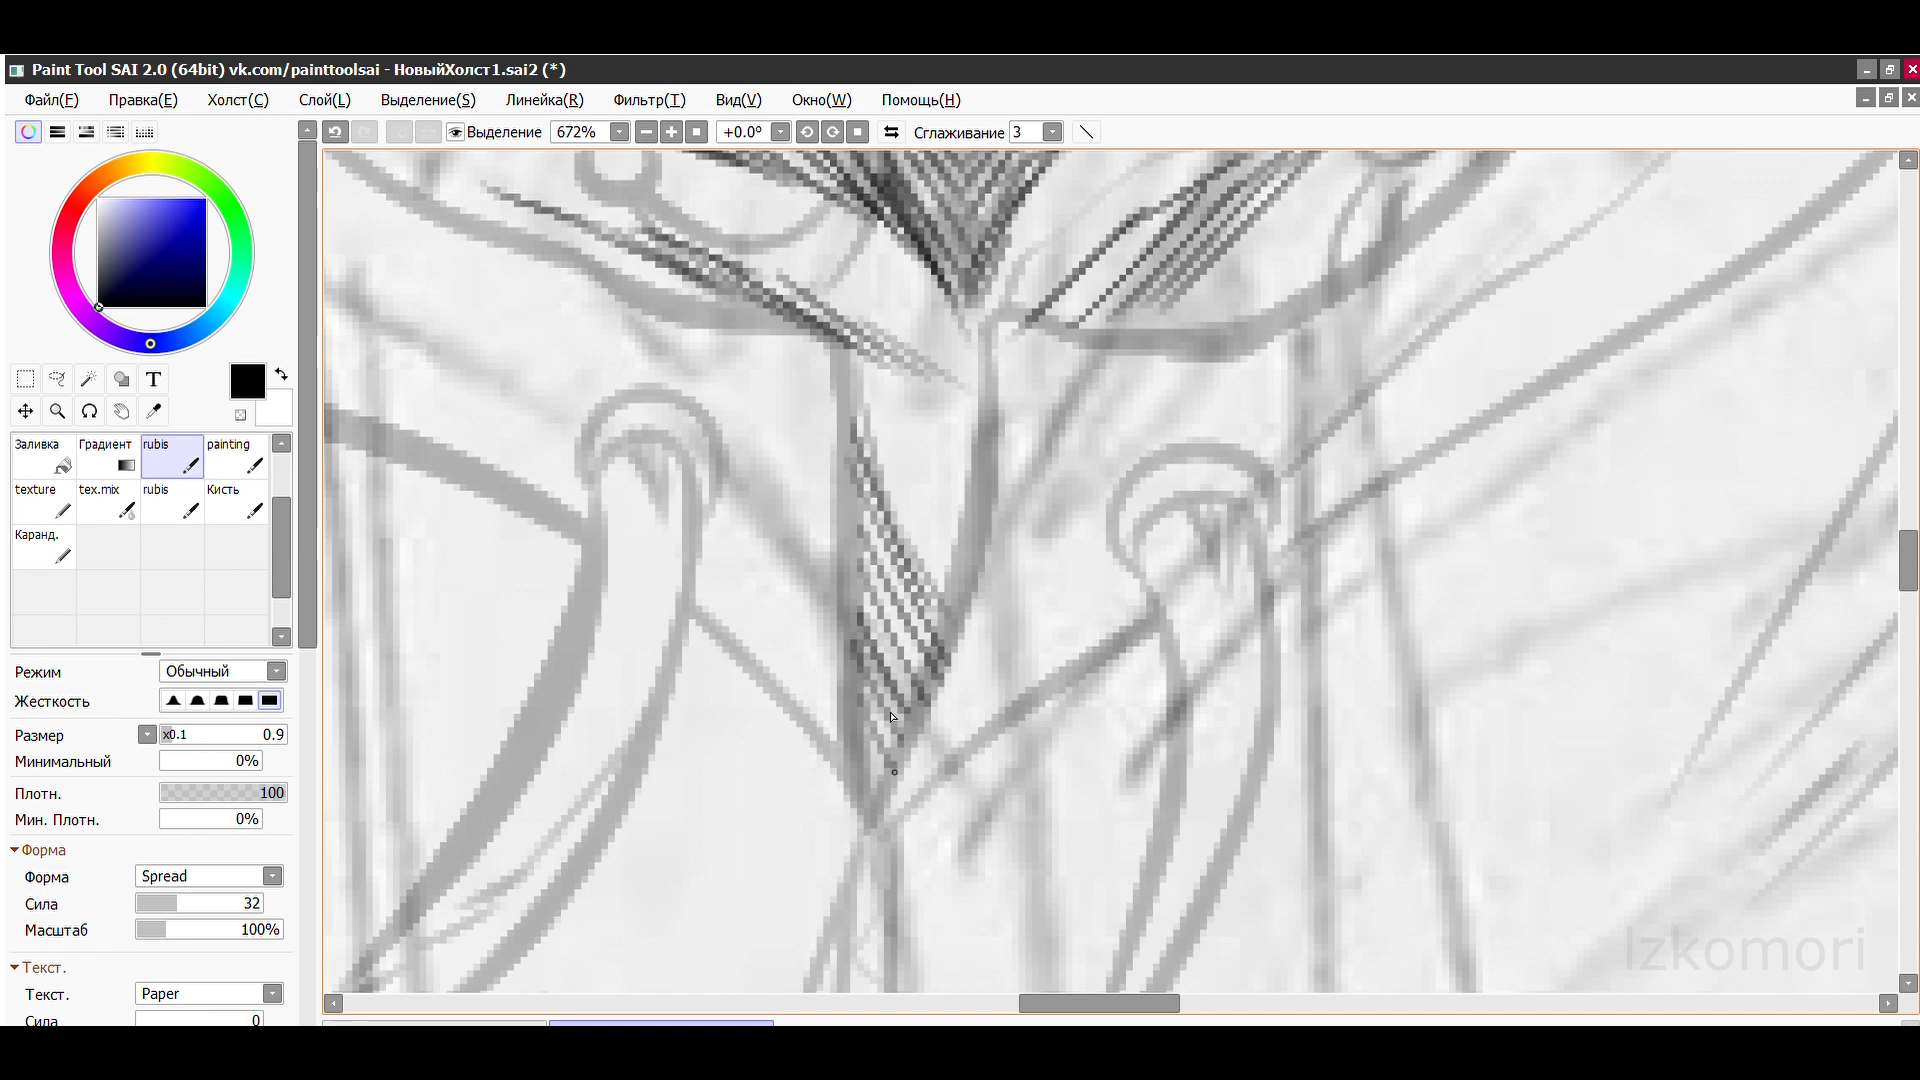 Paint Tool SAI 2.0 (64bit) vk.com/painttoolsai - НовыйХолст1.sai2 (*)
Файл(F) Правка(E) Холст(C) Слой(L) Выделение(S) Линейка(R) Фильтр(T) Вид(V) Окно(W) Помощь(H)
Выделение 672% +0.0º Сглаживание 3
T
Заливка Градиент rubis painting
texture tex.mix rubis Кисть
Каранд.
Режим Обычный
Жесткость
Размер x0.1 0.9
Минимальный 0%
Плотн. 100
Мин. Плотн. 0%
Форма
Форма Spread
Сила 32
Масштаб 100%
Текст.
Текст. Paper
Сила 0
Izkomori